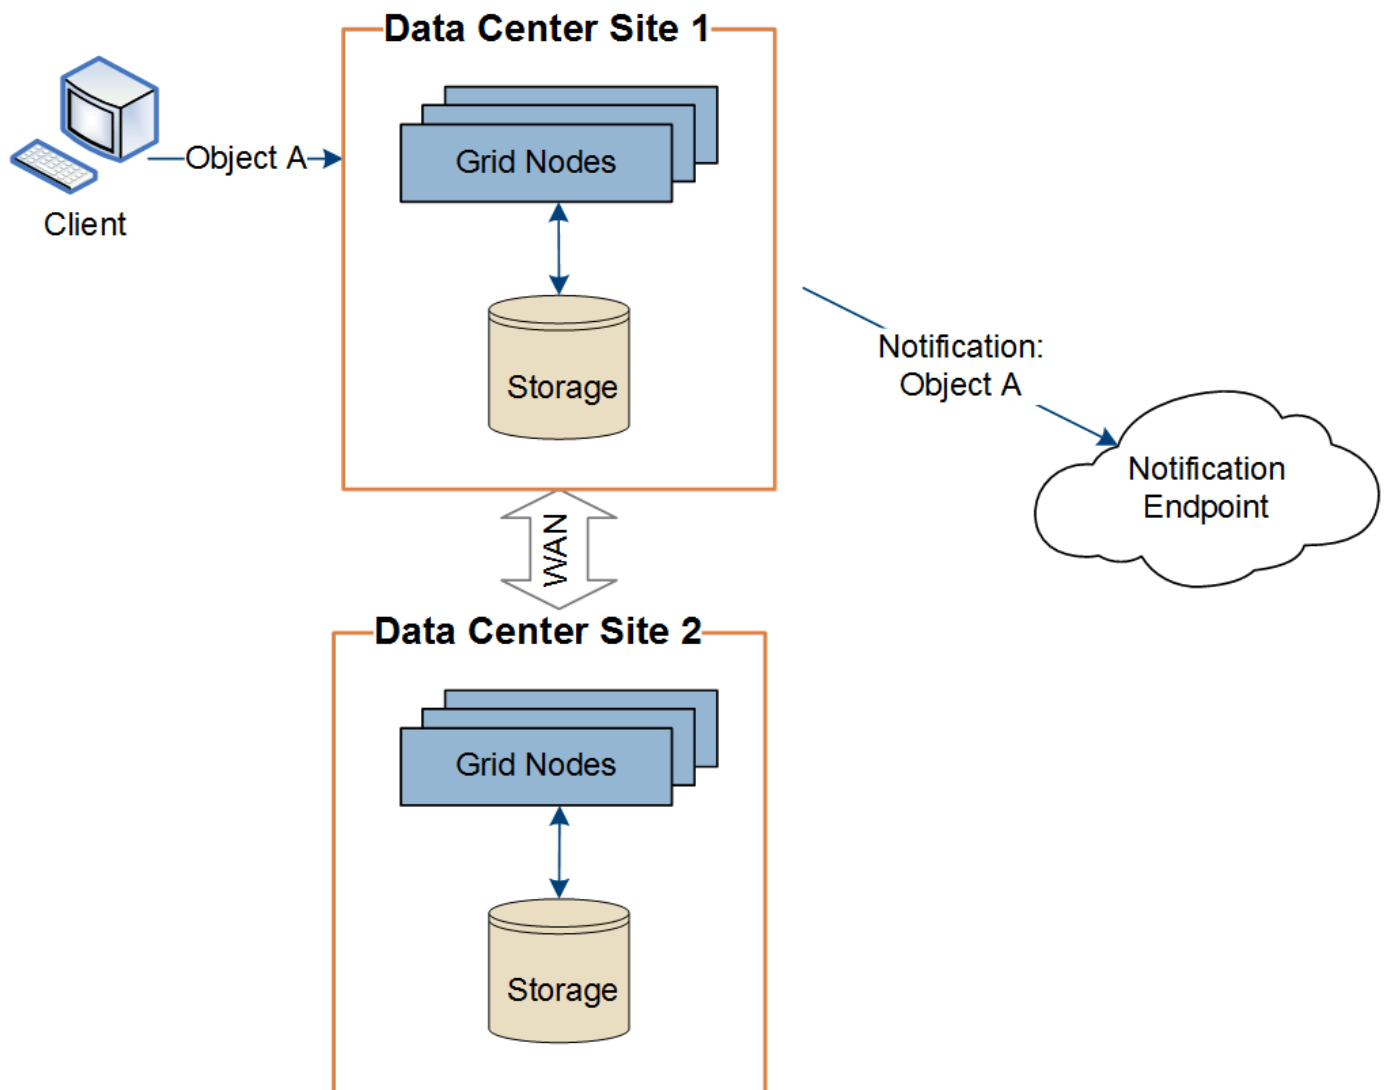 Data Center Site 1
Grid Nodes
Object A
Client
Storage
Notification:
Object A
Notification
Endpoint
WAN
Data Center Site 2
Grid Nodes
Storage